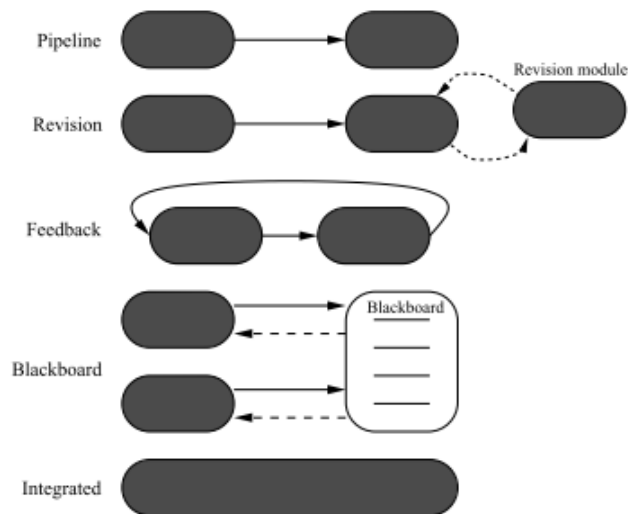 Pipeline
Revision module
Revision
Feedback
Blackboard
Blackboard
Integrated